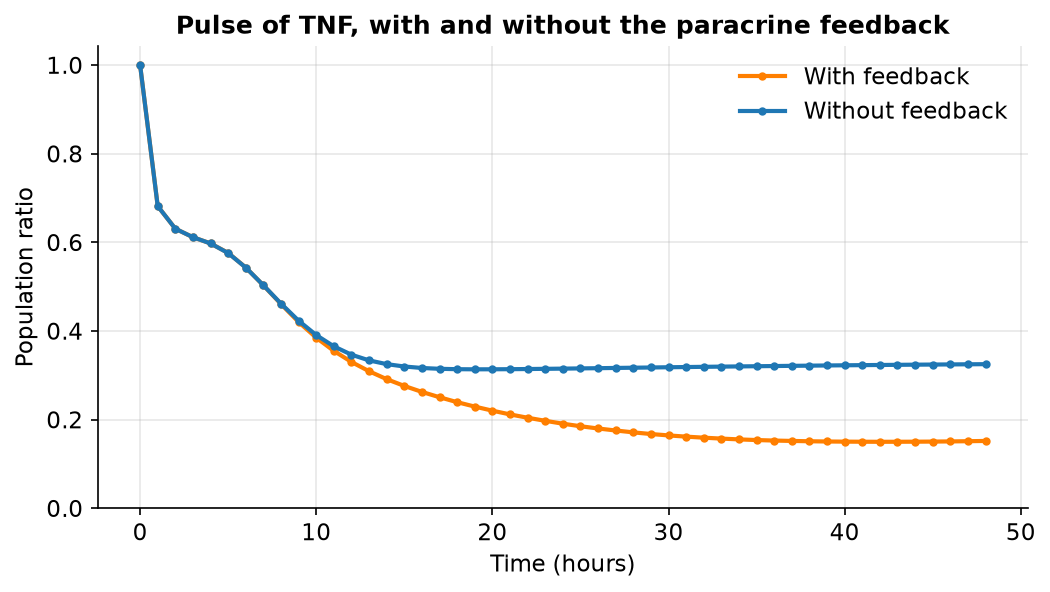 Pulse of TNF, with and without the paracrine feedback
With feedback
Without feedback
1.0
0.8
0.6
0.4
0.2
0.0
Population ratio
0 10 20 30 40 50
Time (hours)